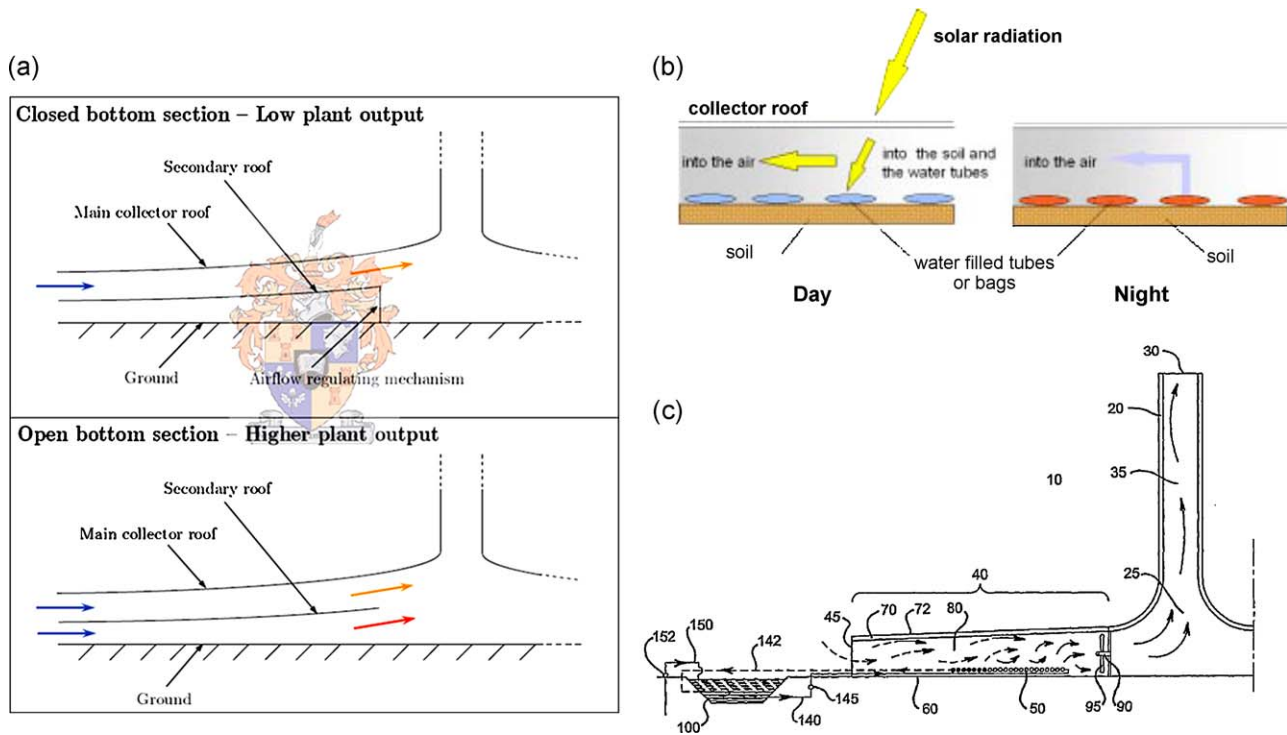 (a)
Closed bottom section – Low plant output
Secondary roof
Main collector roof
Ground
Airflow regulating mechanism
Open bottom section – Higher plant output
Secondary roof
Main collector roof
Ground
(b)
solar radiation
collector roof
into the air
into the soil and
the water tubes
into the air
soil
water filled tubes
or bags
soil
Day
Night
(c)
30
20
10
35
40
25
45
70
72
80
152
150
142
100
140
145
60
50
95
90